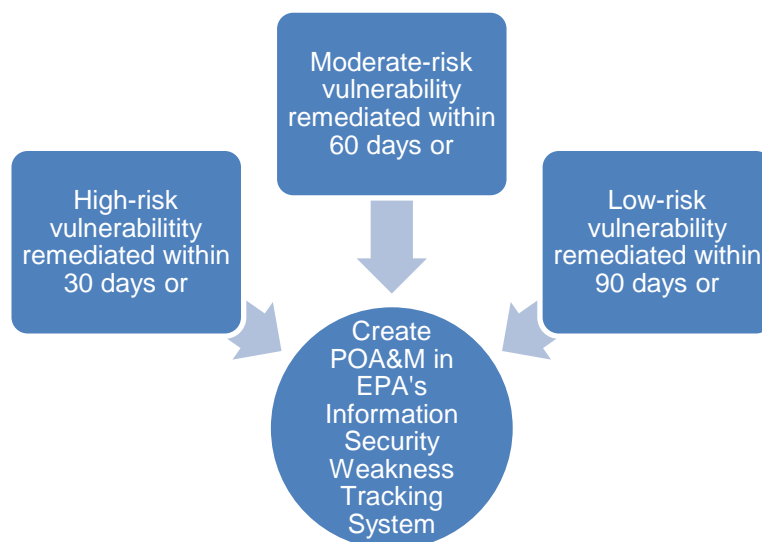 Moderate-risk
vulnerability
remediated within
60 days or
High-risk
vulnerabilitity
remediated within
30 days or
Low-risk
vulnerability
remediated within
90 days or
Create
POA&M in
EPA's
Information
Security
Weakness
Tracking
System